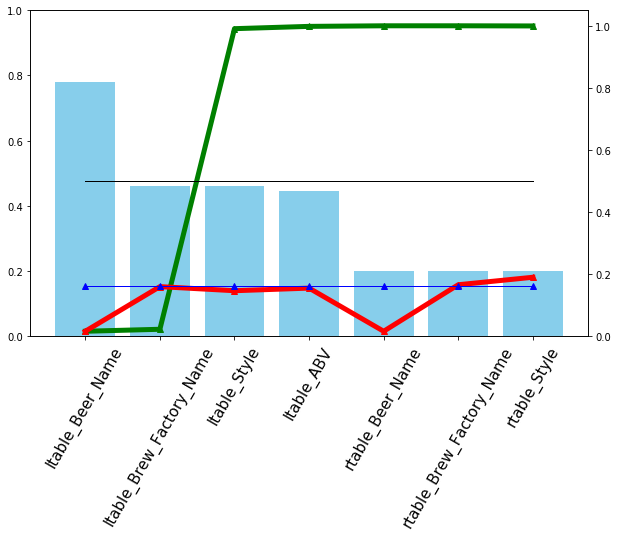 1.0
0.8
0.6
0.4
0.2
0.0
1.0
0.8
0.6
0.4
0.2
0.0
ltable_Beer_Name
ltable_Brew_Factory_Name
ltable_Style
ltable_ABV
rtable_Beer_Name
rtable_Brew_Factory_Name
rtable_Style